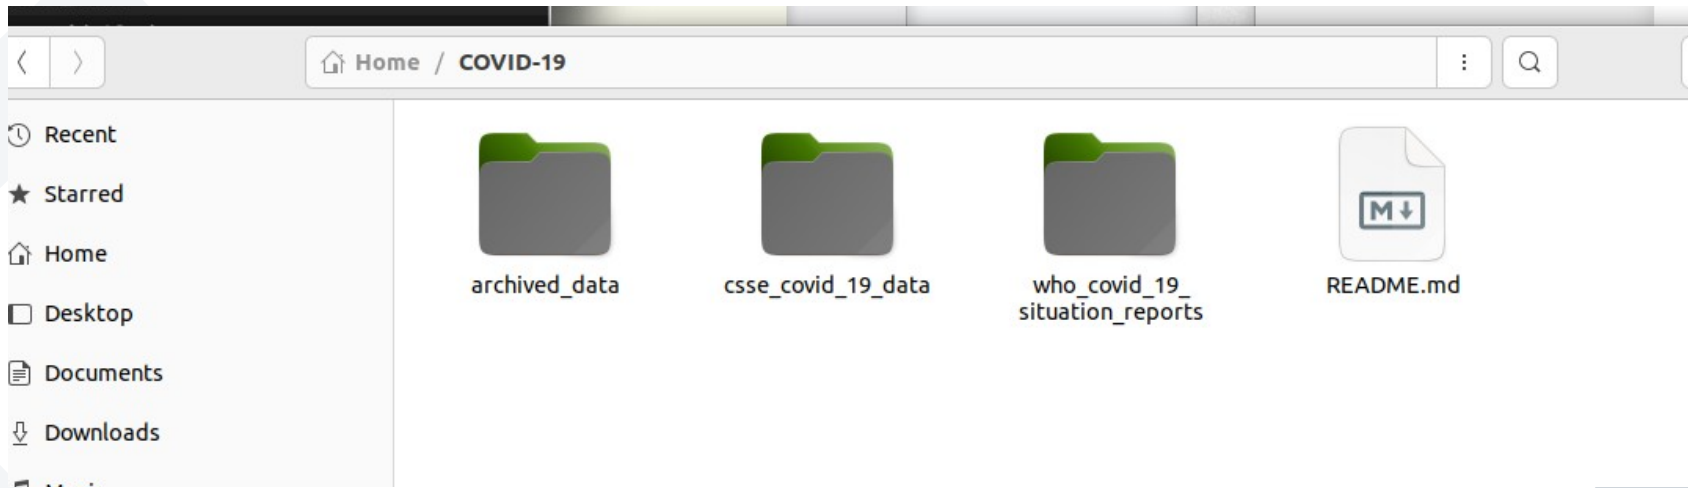 Home / COVID-19
Recent
Starred
Home
Desktop
Documents
Downloads
archived_data
csse_covid_19_data
who_covid_19_
situation_reports
M
README.md